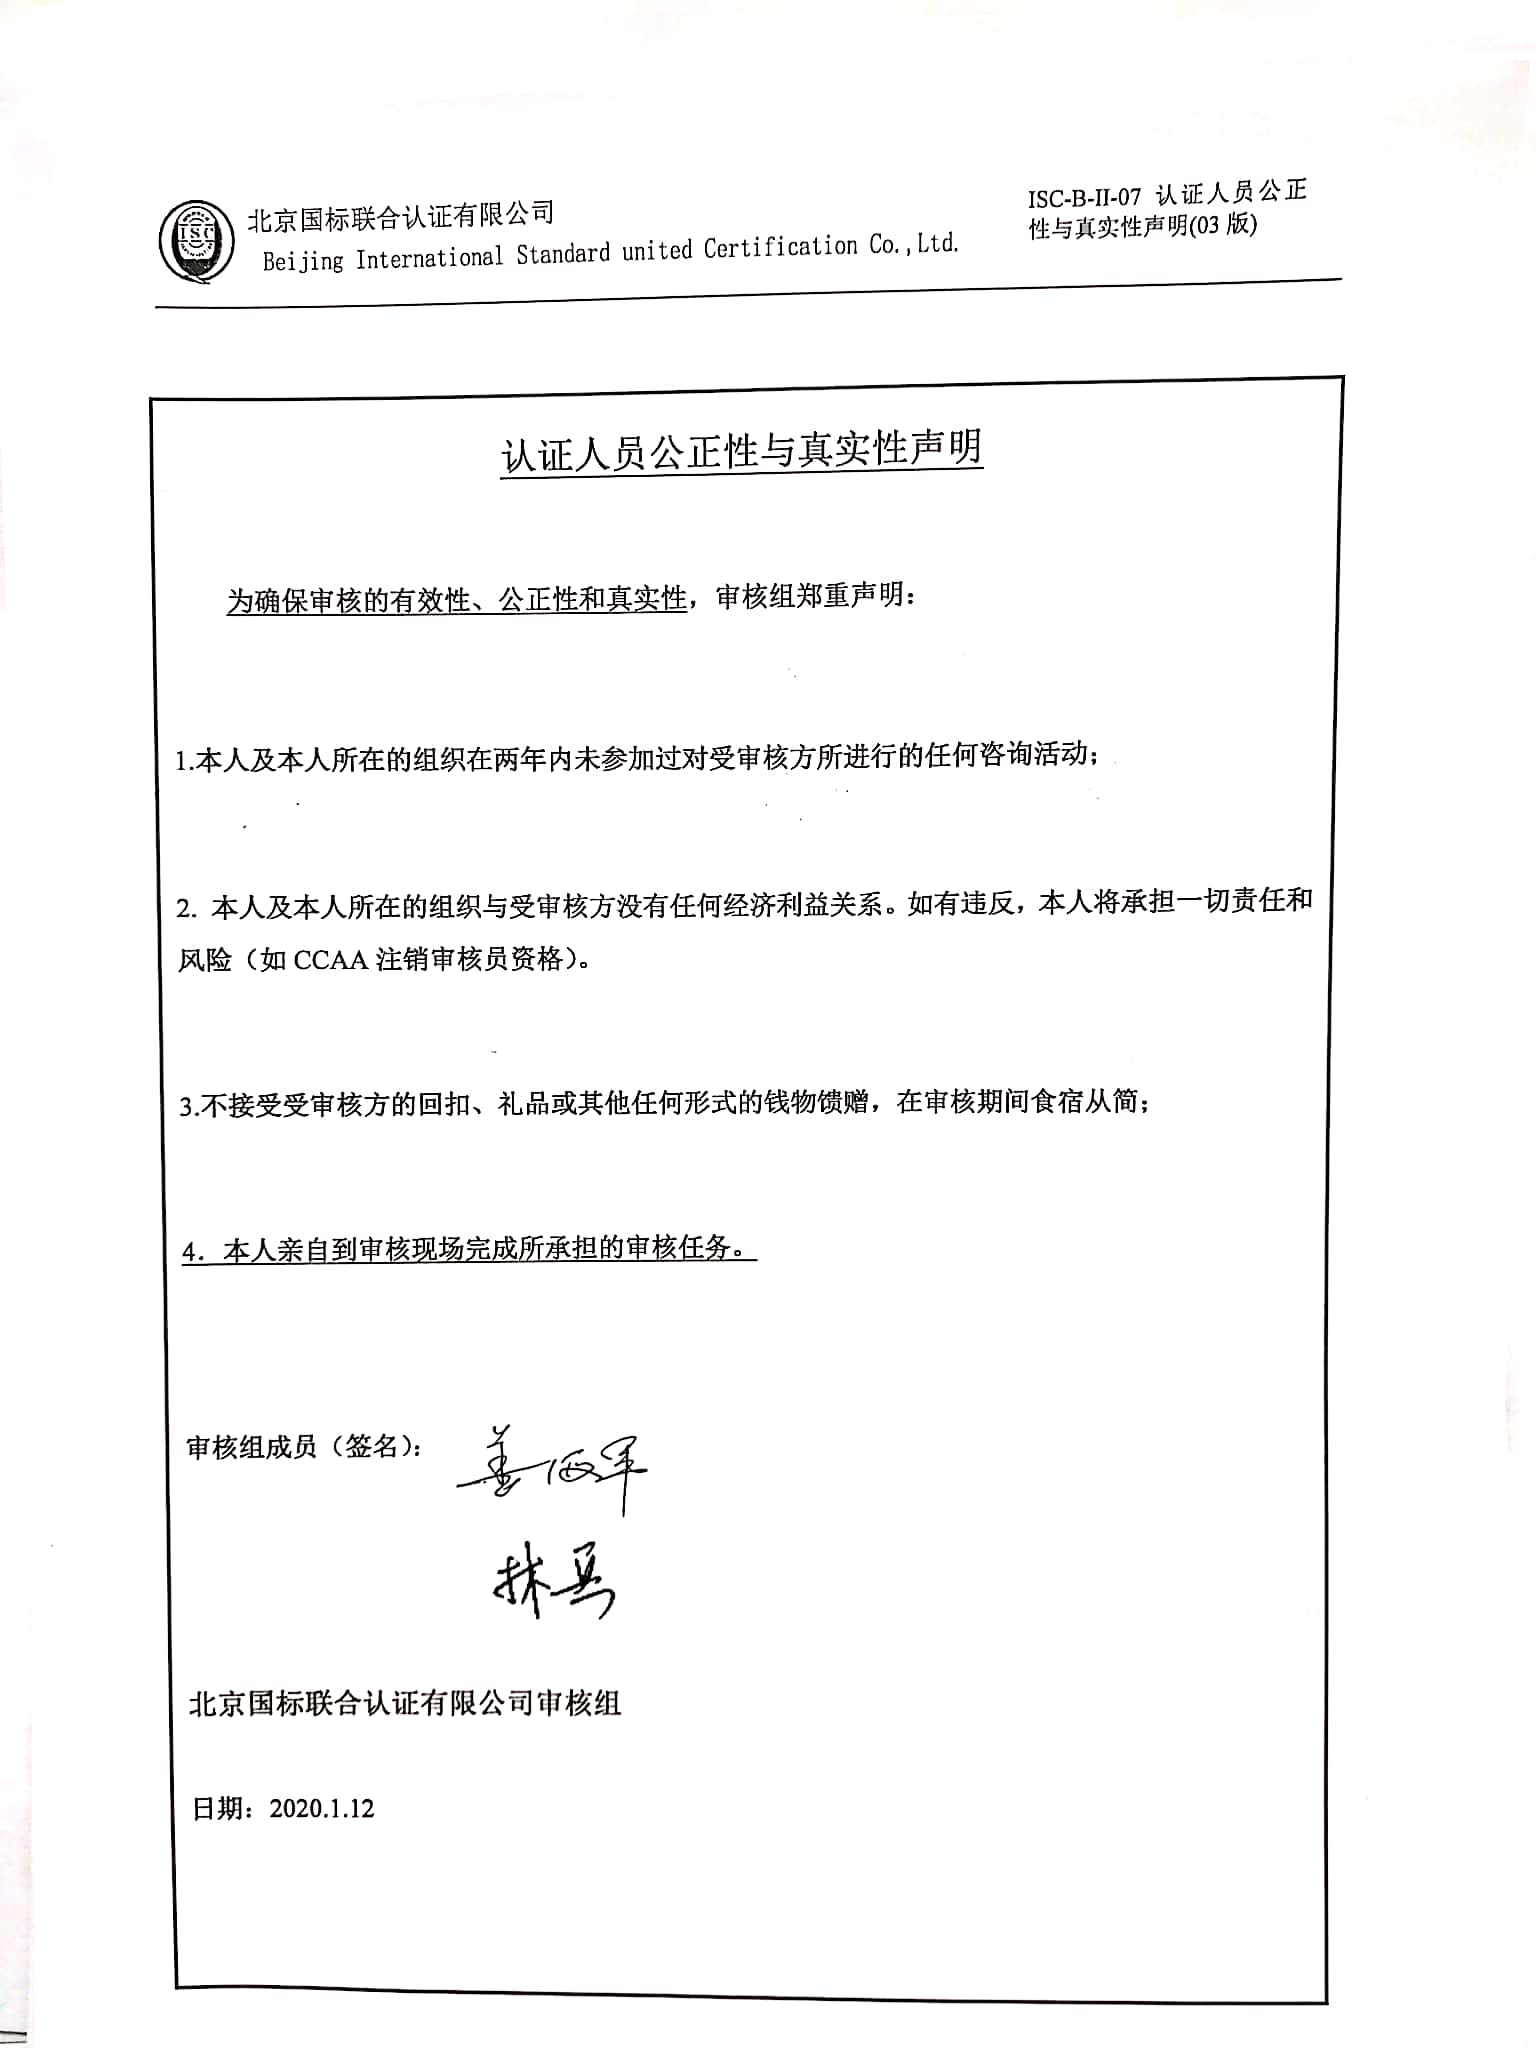 ISC
北京国标联合认证有限公司
Beijing International Standard united Certification Co.,Ltd.
ISC-B-II-07 认证人员公正
性与真实性声明(03 版)
认证人员公正性与真实性声明
为确保审核的有效性、公正性和真实性，审核组郑重声明：
1.本人及本人所在的组织在两年内未参加过对受审核方所进行的任何咨询活动；
2. 本人及本人所在的组织与受审核方没有任何经济利益关系。如有违反，本人将承担一切责任和
风险（如 CCAA 注销审核员资格）。
3.不接受受审核方的回扣、礼品或其他任何形式的钱物馈赠，在审核期间食宿从简；
4. 本人亲自到审核现场完成所承担的审核任务。
审核组成员（签名）：
林兵
北京国标联合认证有限公司审核组
日期：2020.1.12